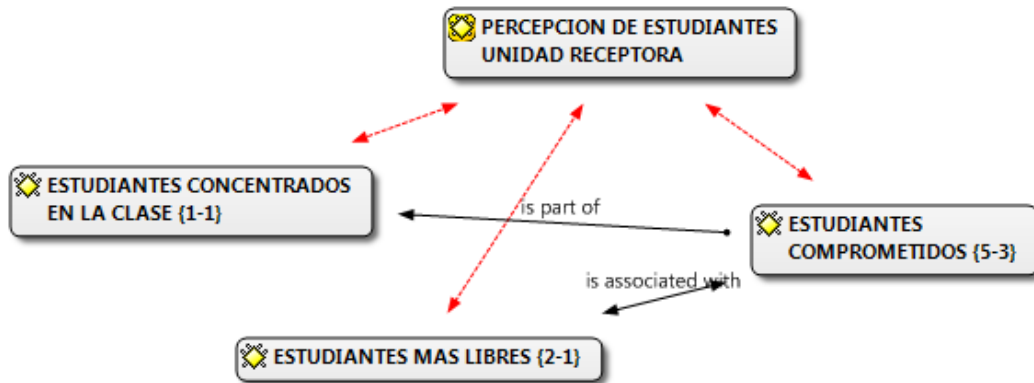 PERCEPCION DE ESTUDIANTES
UNIDAD RECEPTORA
ESTUDIANTES CONCENTRADOS
EN LA CLASE {1-1}
is part of
ESTUDIANTES
COMPROMETIDOS {5-3}
is associated with
ESTUDIANTES MAS LIBRES {2-1}